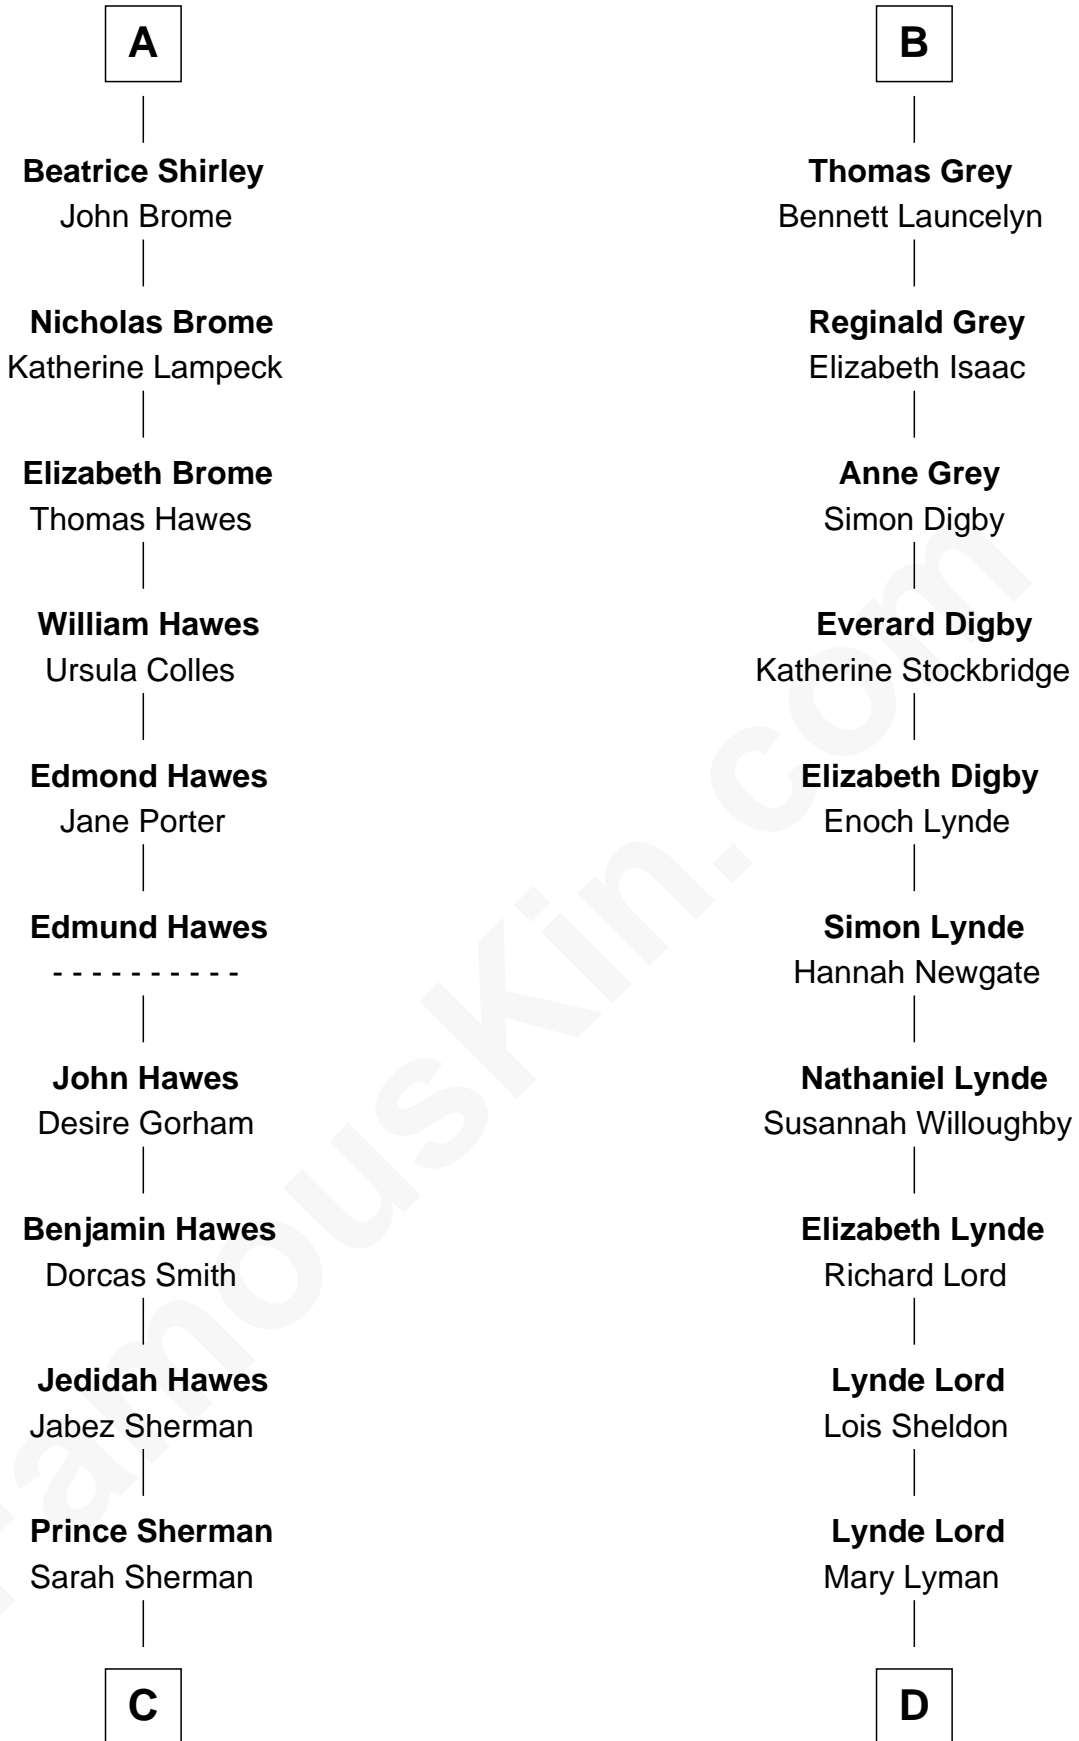 A
Beatrice Shirley
John Brome
Nicholas Brome
Katherine Lampeck
Elizabeth Brome
Thomas Hawes
William Hawes
Ursula Colles
Edmond Hawes
Jane Porter
Edmund Hawes
- - - - - - - - - -
John Hawes
Desire Gorham
Benjamin Hawes
Dorcas Smith
Jedidah Hawes
Jabez Sherman
Prince Sherman
Sarah Sherman
C
B
Thomas Grey
Bennett Launcelyn
Reginald Grey
Elizabeth Isaac
Anne Grey
Simon Digby
Everard Digby
Katherine Stockbridge
Elizabeth Digby
Enoch Lynde
Simon Lynde
Hannah Newgate
Nathaniel Lynde
Susannah Willoughby
Elizabeth Lynde
Richard Lord
Lynde Lord
Lois Sheldon
Lynde Lord
Mary Lyman
D
FamousKin.com